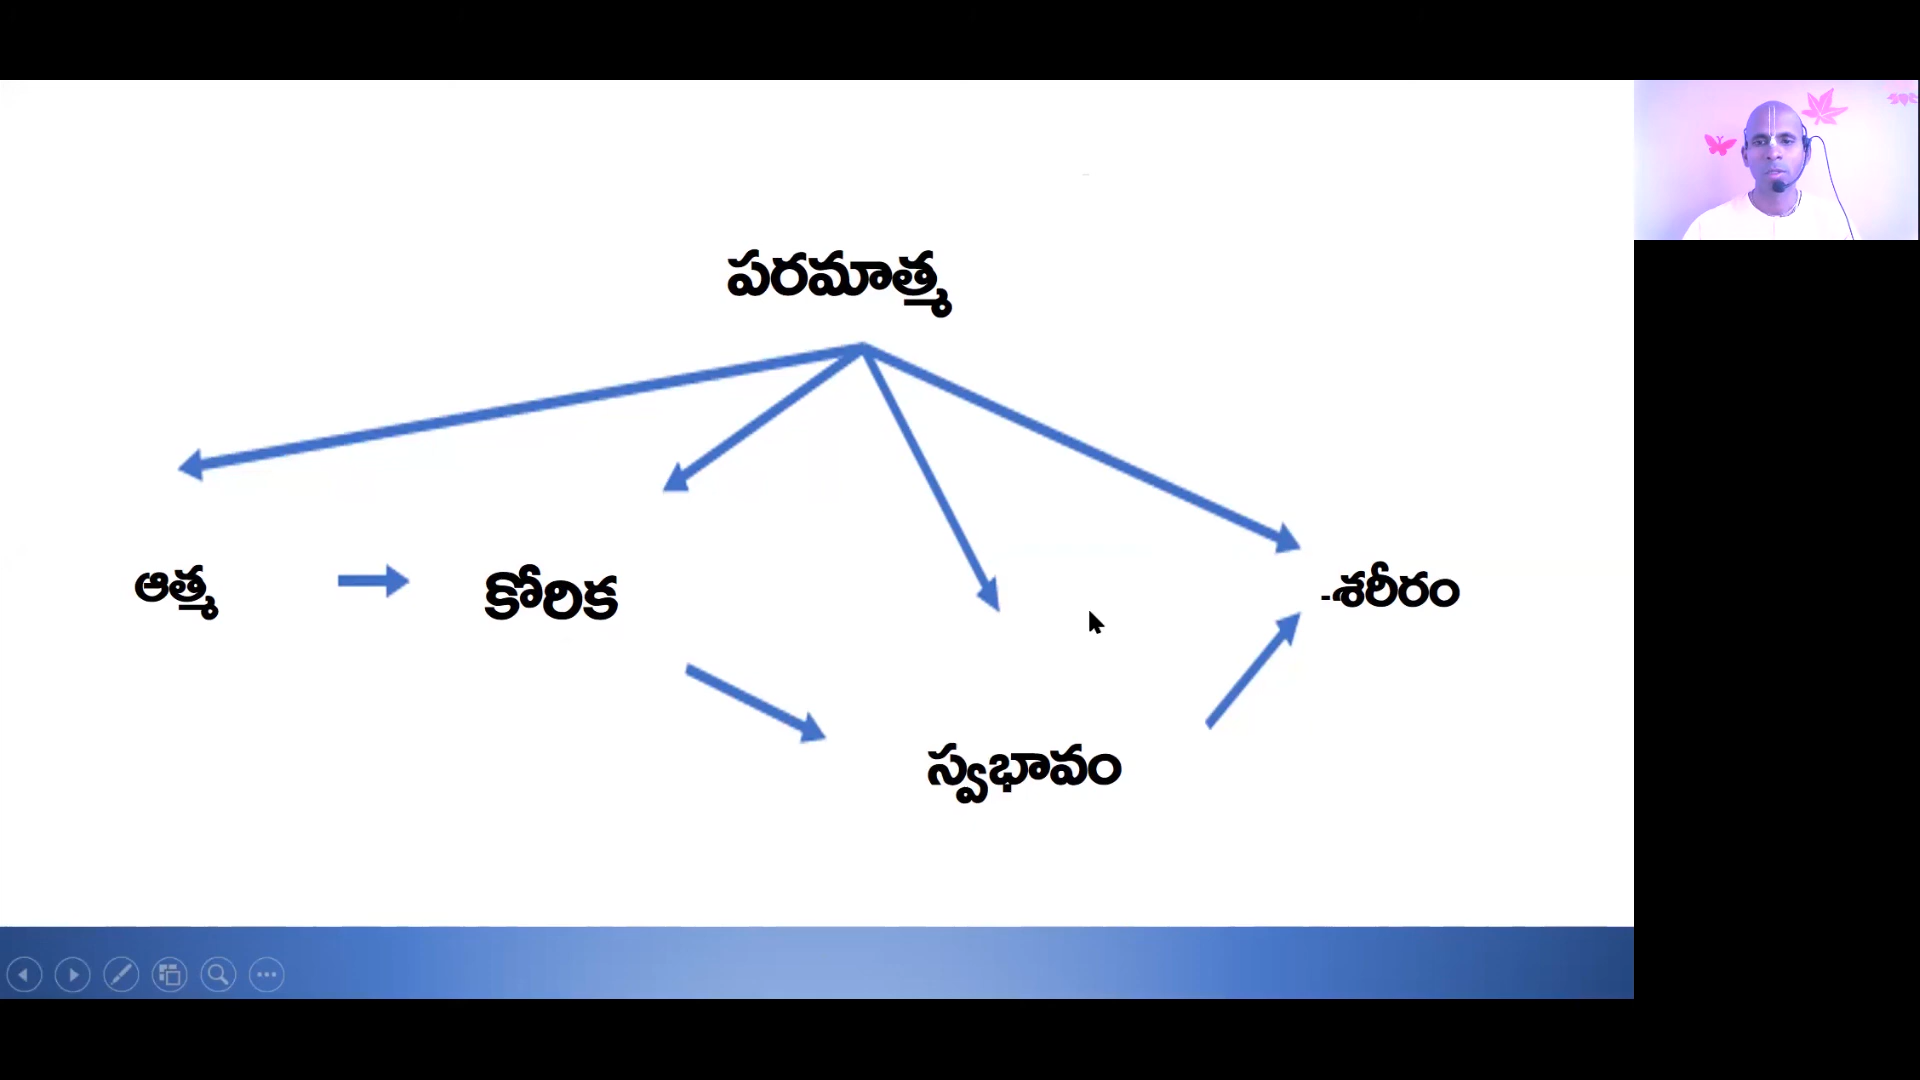 పరమాత్మ
ఆత్మ
కోరిక
-శరీరం
స్వభావం